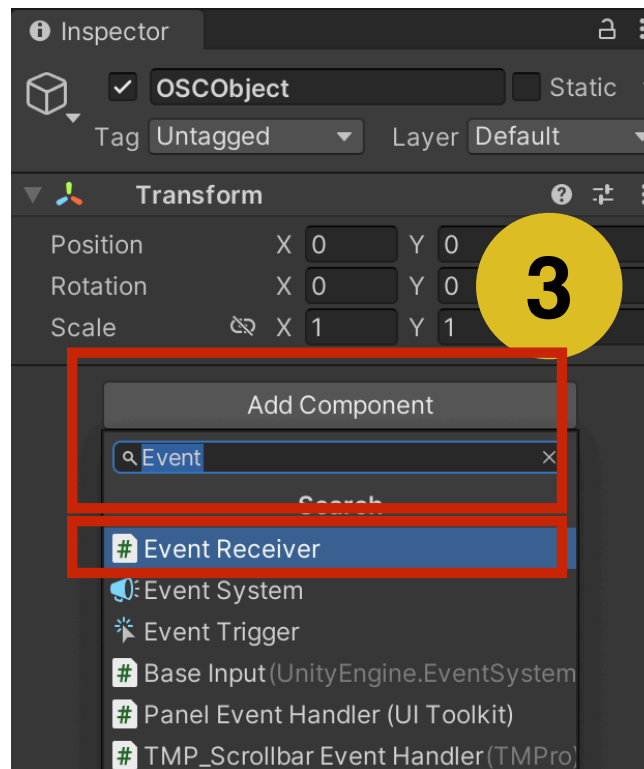 Inspector
OSCObject Static
Tag Untagged Layer Default
Transform
Position X 0 Y 0
Rotation X 0 Y 0
Scale X 1 Y 1
3
Add Component
Event
Search
# Event Receiver
Event System
Event Trigger
# Base Input (UnityEngine.EventSystem
# Panel Event Handler (UI Toolkit)
# TMP_Scrollbar Event Handler (TMPro)